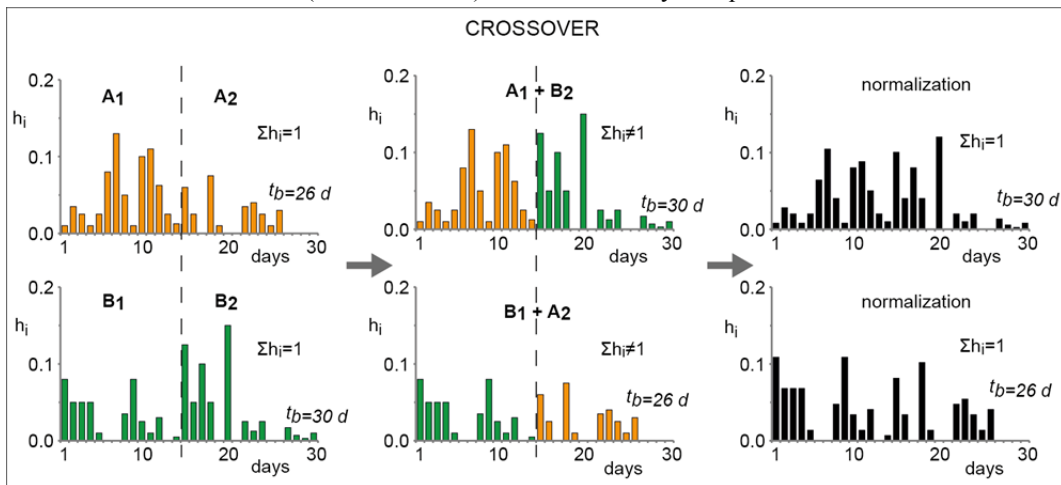 CROSSOVER
0.2
A1
A2
hi
Σhi=1
0.1
tb=26 d
0.0
1
10
20
30
days
0.2
A1 + B2
hi
Σhi≠1
0.1
tb=30 d
0.0
1
10
20
30
days
0.2
normalization
hi
Σhi=1
0.1
tb=30 d
0.0
1
10
20
30
days
0.2
B1
B2
hi
Σhi=1
0.1
tb=30 d
0.0
1
10
20
30
days
0.2
B1 + A2
hi
Σhi≠1
0.1
tb=26 d
0.0
1
10
20
30
days
0.2
normalization
hi
Σhi=1
0.1
tb=26 d
0.0
1
10
20
30
days